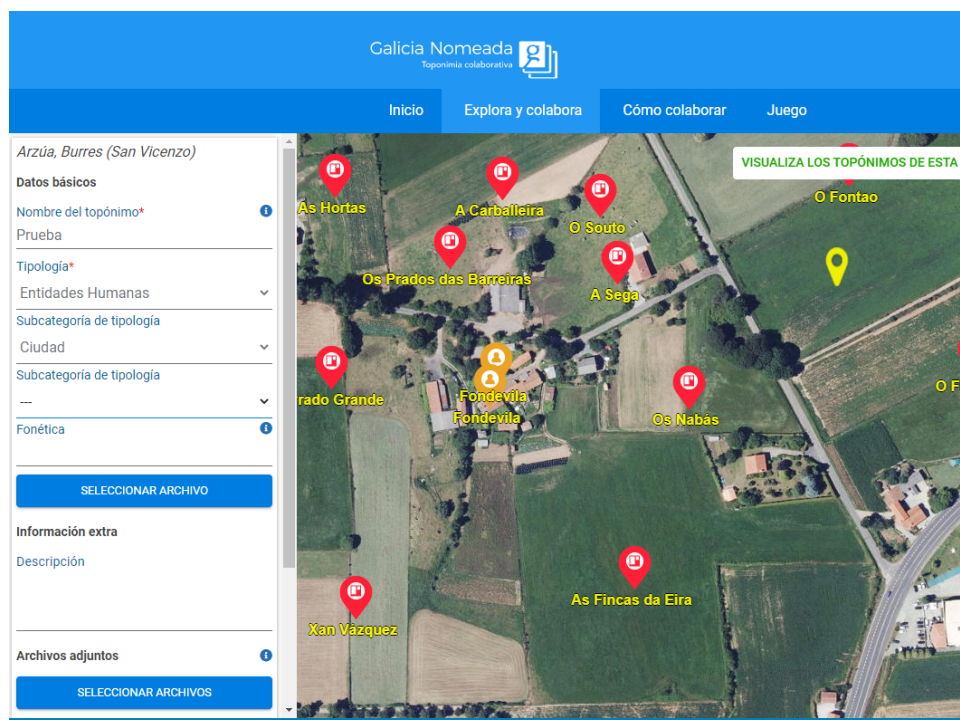 Galicia Nomeada
Toponimia colaborativa
Inicio
Explora y colabora
Cómo colaborar
Juego
Arzúa, Burres (San Vicenzo)
Datos básicos
Nombre del topónimo*
Prueba
Tipología*
Entidades Humanas
Subcategoría de tipología
Ciudad
Subcategoría de tipología
---
Fonética
SELECCIONAR ARCHIVO
Información extra
Descripción
Archivos adjuntos
SELECCIONAR ARCHIVOS
VISUALIZA LOS TOPÓNIMOS DE ESTA
As Hortas
A Carballeira
O Souto
O Fontao
Os Prados das Barreiras
A Sega
rado Grande
Fondevila
Fondevila
Os Nabás
O F
As Fincas da Eira
Xan Vázquez